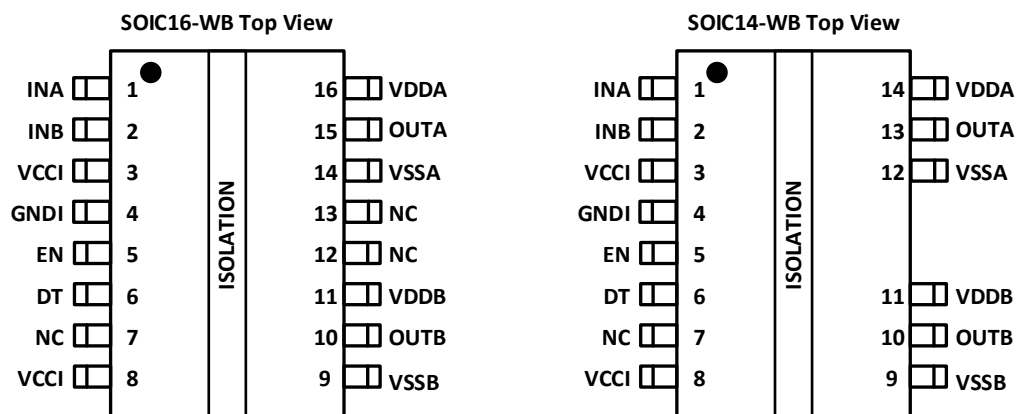 SOIC16-WB Top View
INA 1 16 VDDA
INB 2 15 OUTA
VCCI 3 14 VSSA
GNDI 4 13 NC
EN 5 12 NC
DT 6 11 VDDB
NC 7 10 OUTB
VCCI 8 9 VSSB
ISOLATION
SOIC14-WB Top View
INA 1 14 VDDA
INB 2 13 OUTA
VCCI 3 12 VSSA
GNDI 4
EN 5
DT 6 11 VDDB
NC 7 10 OUTB
VCCI 8 9 VSSB
ISOLATION